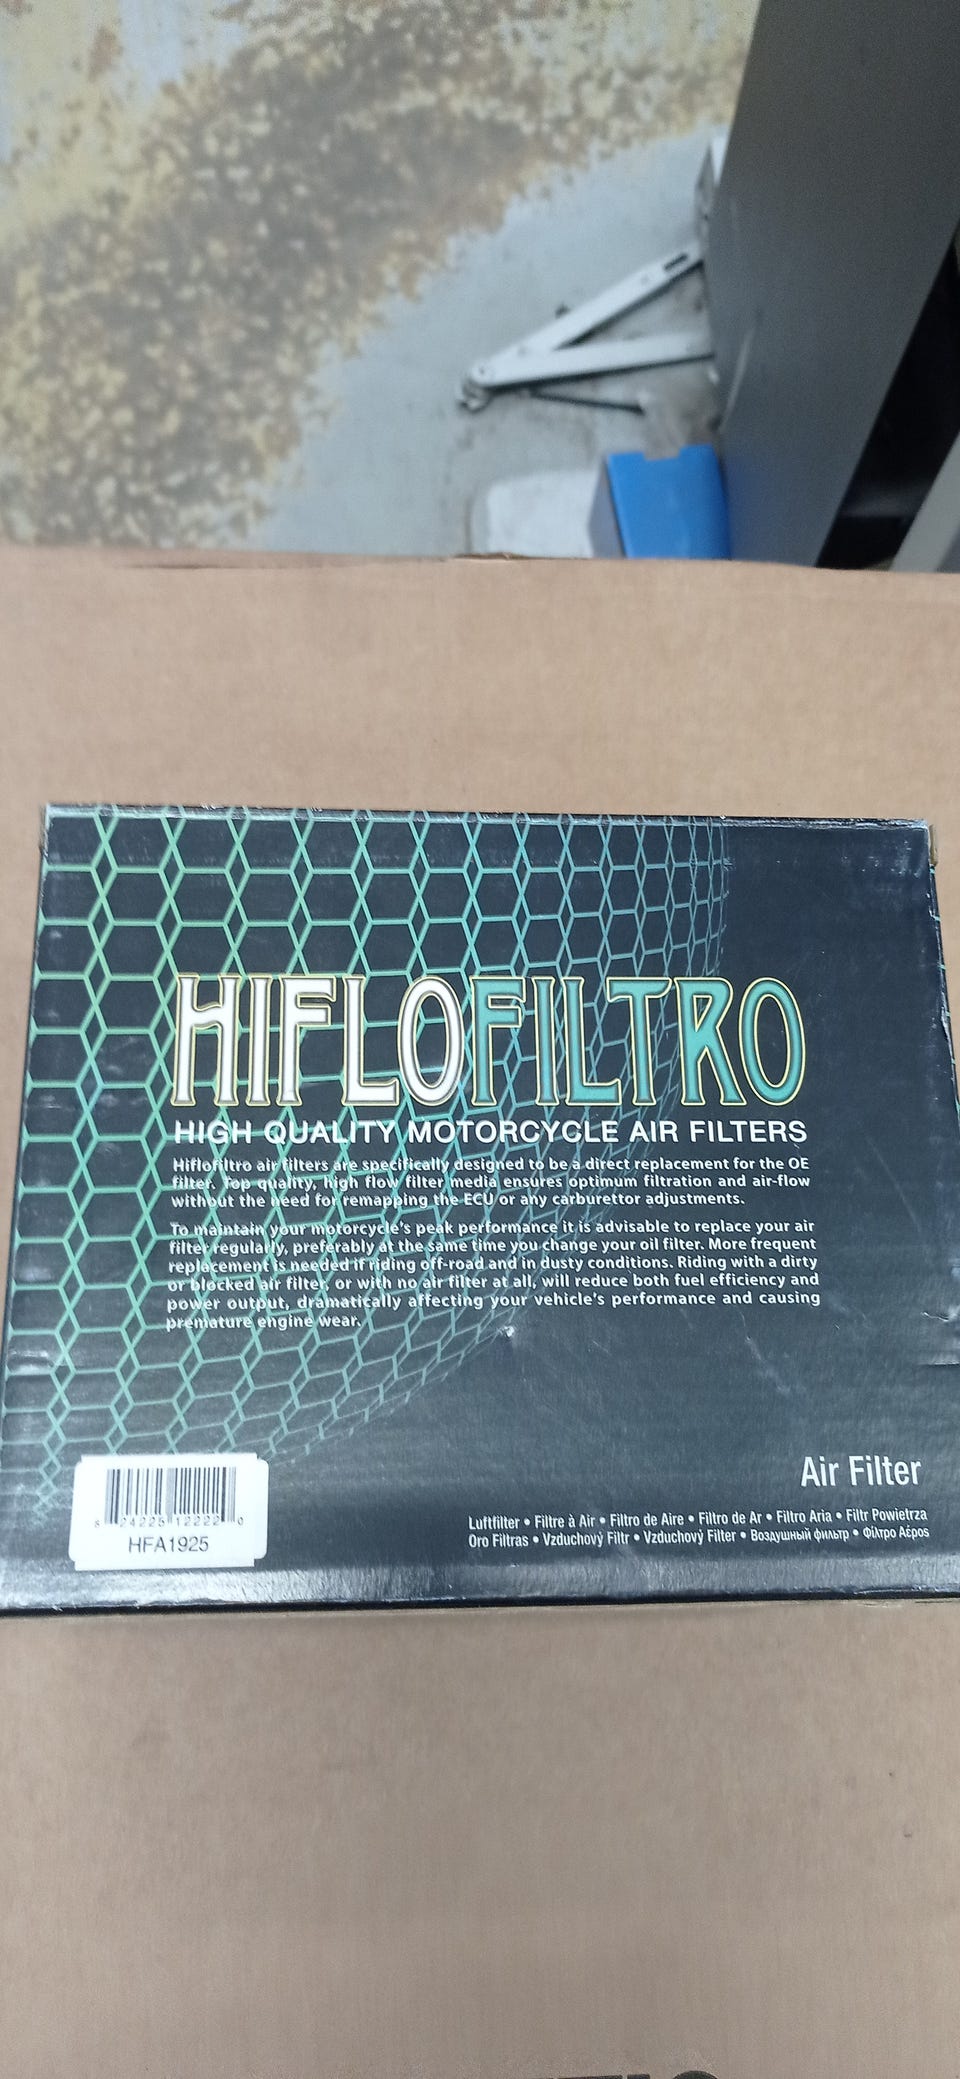 HIFLOFILTRO
HIGH QUALITY MOTORCYCLE AIR FILTERS
Hiflofiltro air filters are specifically designed to be a direct replacement for the OE
filter. Top quality, high flow filter media ensures optimum filtration and air-flow
without the need for remapping the ECU or any carburettor adjustments.
To maintain your motorcycle's peak performance it is advisable to replace your air
filter regularly, preferably at the same time you change your oil filter. More frequent
replacement is needed if riding off-road and in dusty conditions. Riding with a dirty
or blocked air filter, or with no air filter at all, will reduce both fuel efficiency and
power output, dramatically affecting your vehicle's performance and causing
premature engine wear.
Air Filter
Luftfilter • Filtre à Air • Filtro de Aire • Filtro de Ar • Filtro Aria • Filtr Powietrza
Oro Filtras • Vzduchový Filtr • Vzduchový Filter • Воздушный фильтр • Φίλτρο Αέρος
8 24225 12222 0
HFA1925